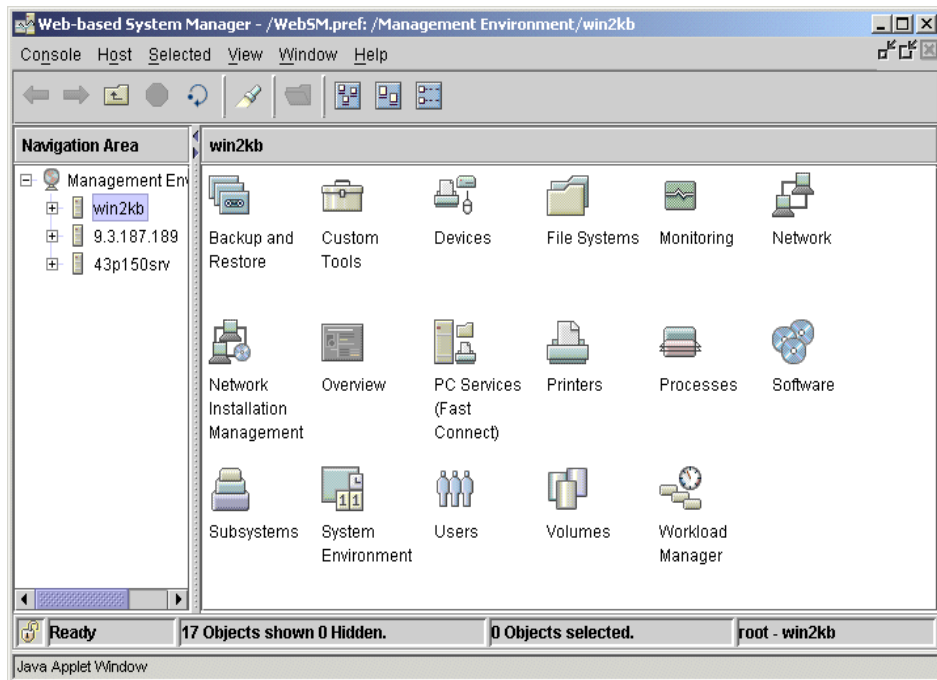 Web-based System Manager - /WebSM.pref: /Management Environment/win2kb
Console Host Selected View Window Help
Navigation Area
win2kb
Management Env
win2kb
9.3.187.189
43p150srv
Backup and
Restore
Custom
Tools
Devices
File Systems
Monitoring
Network
Network
Installation
Management
Overview
PC Services
(Fast
Connect)
Printers
Processes
Software
Subsystems
System
Environment
11
Users
Volumes
Workload
Manager
Ready
17 Objects shown 0 Hidden.
0 Objects selected.
root - win2kb
Java Applet Window